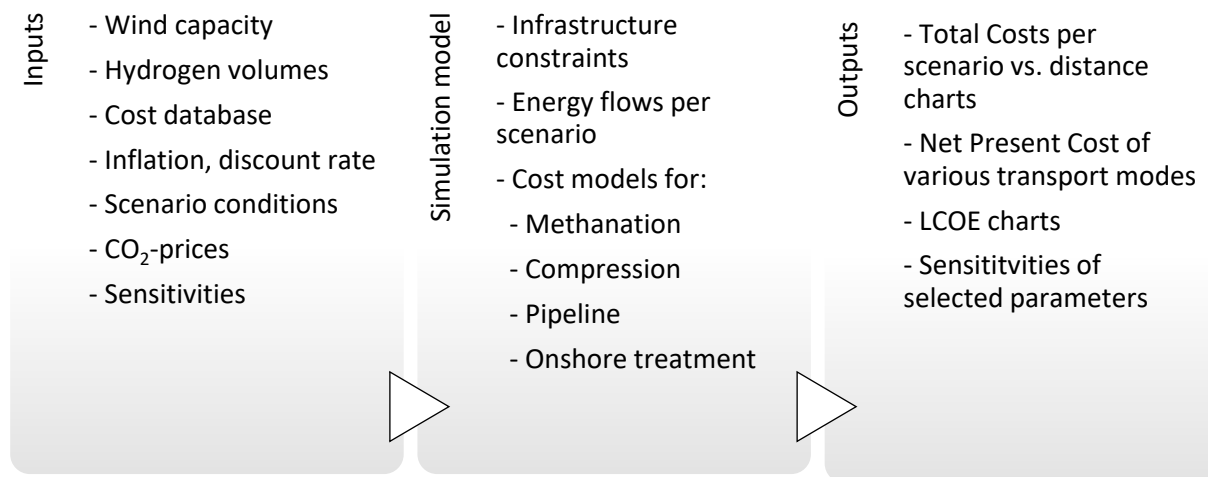 Inputs
- Wind capacity
- Hydrogen volumes
- Cost database
- Inflation, discount rate
- Scenario conditions
- CO₂-prices
- Sensitivities
Simulation model
- Infrastructure
constraints
- Energy flows per
scenario
- Cost models for:
- Methanation
- Compression
- Pipeline
- Onshore treatment
Outputs
- Total Costs per
scenario vs. distance
charts
- Net Present Cost of
various transport modes
- LCOE charts
- Sensititvities of
selected parameters